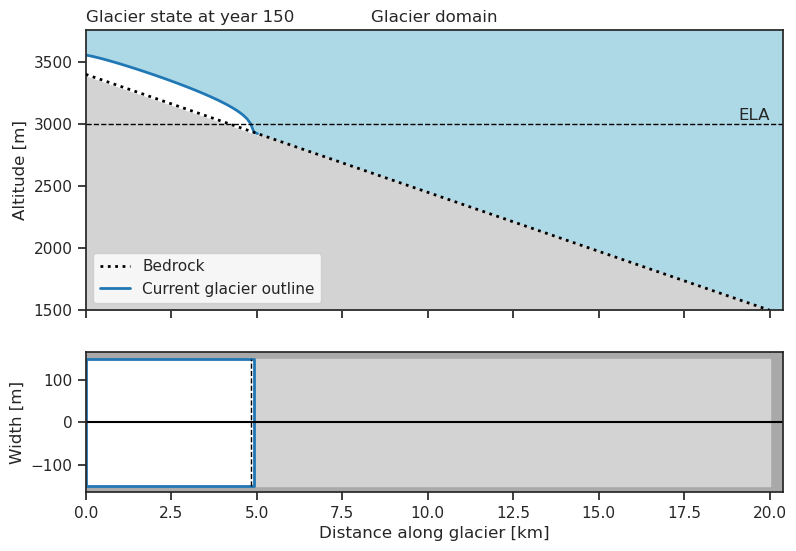 Glacier state at year 150
Glacier domain
3500
3000
2500
2000
1500
Altitude [m]
ELA
Bedrock
Current glacier outline
100
0
−100
Width [m]
0.0 2.5 5.0 7.5 10.0 12.5 15.0 17.5 20.0
Distance along glacier [km]